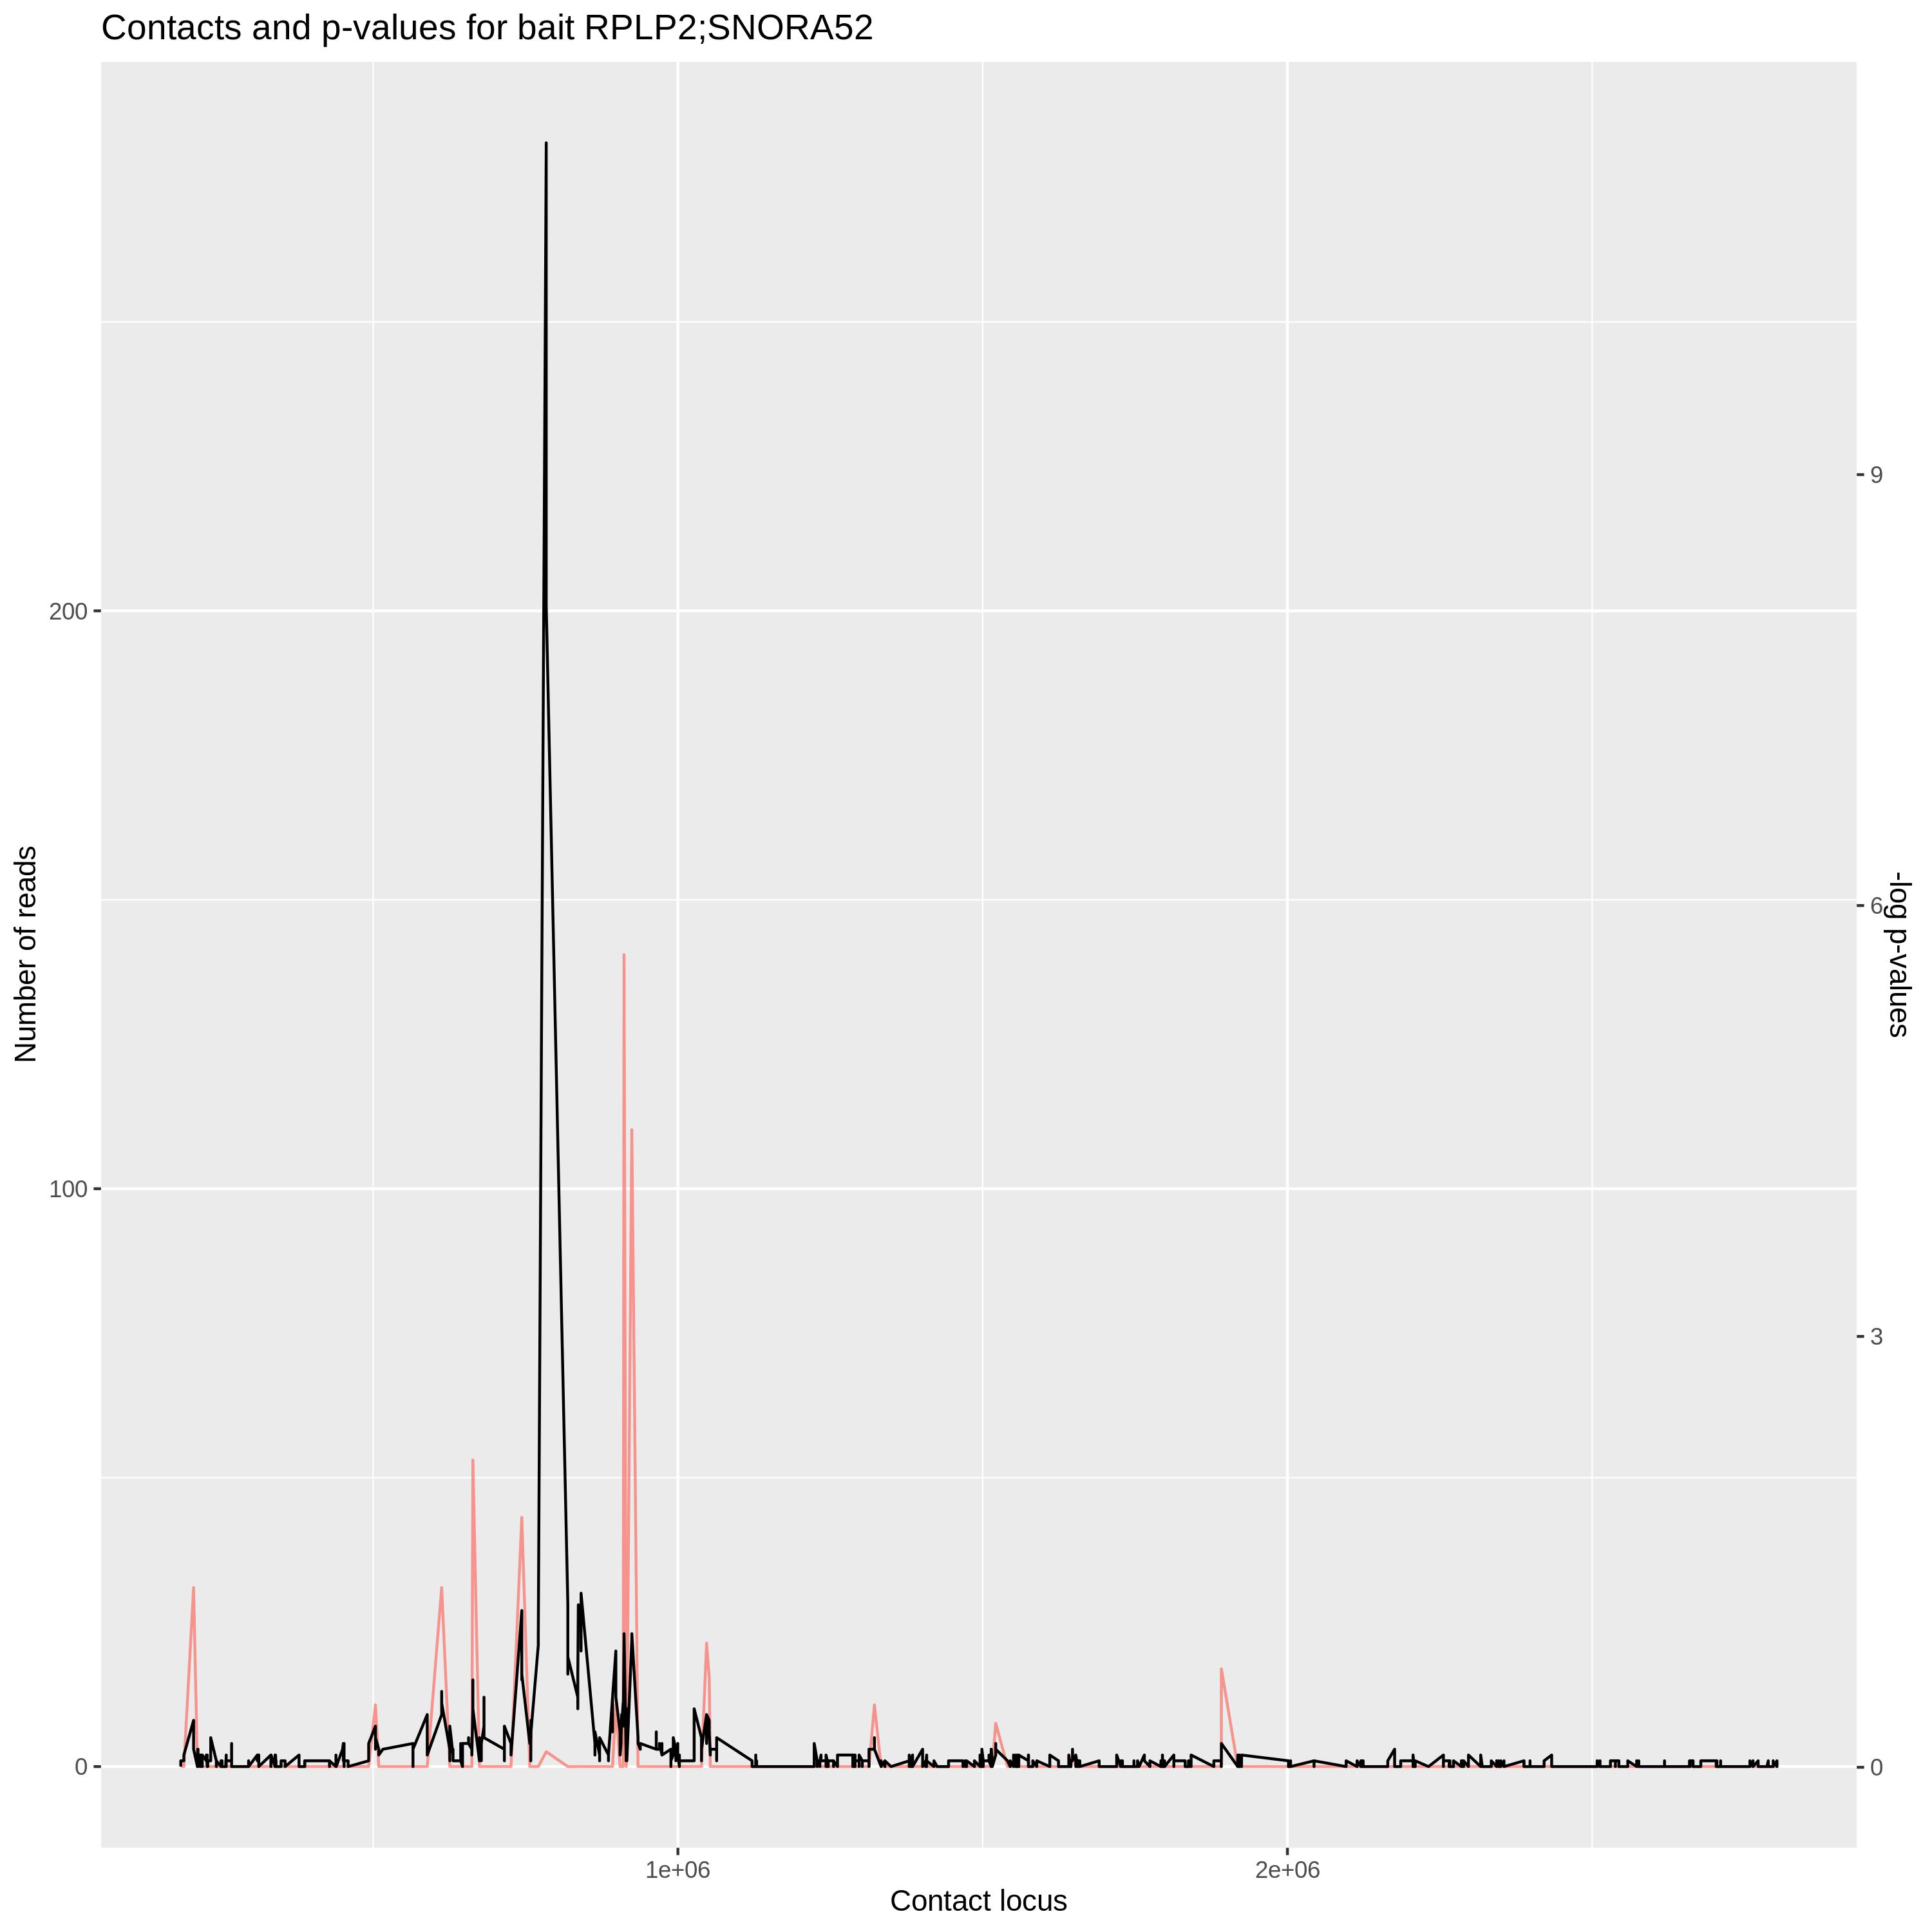 Contacts and p-values for bait RPLP2;SNORA52
Number of reads
200
100
0
9
6
3
0
-log p-values
1e+06
2e+06
Contact locus